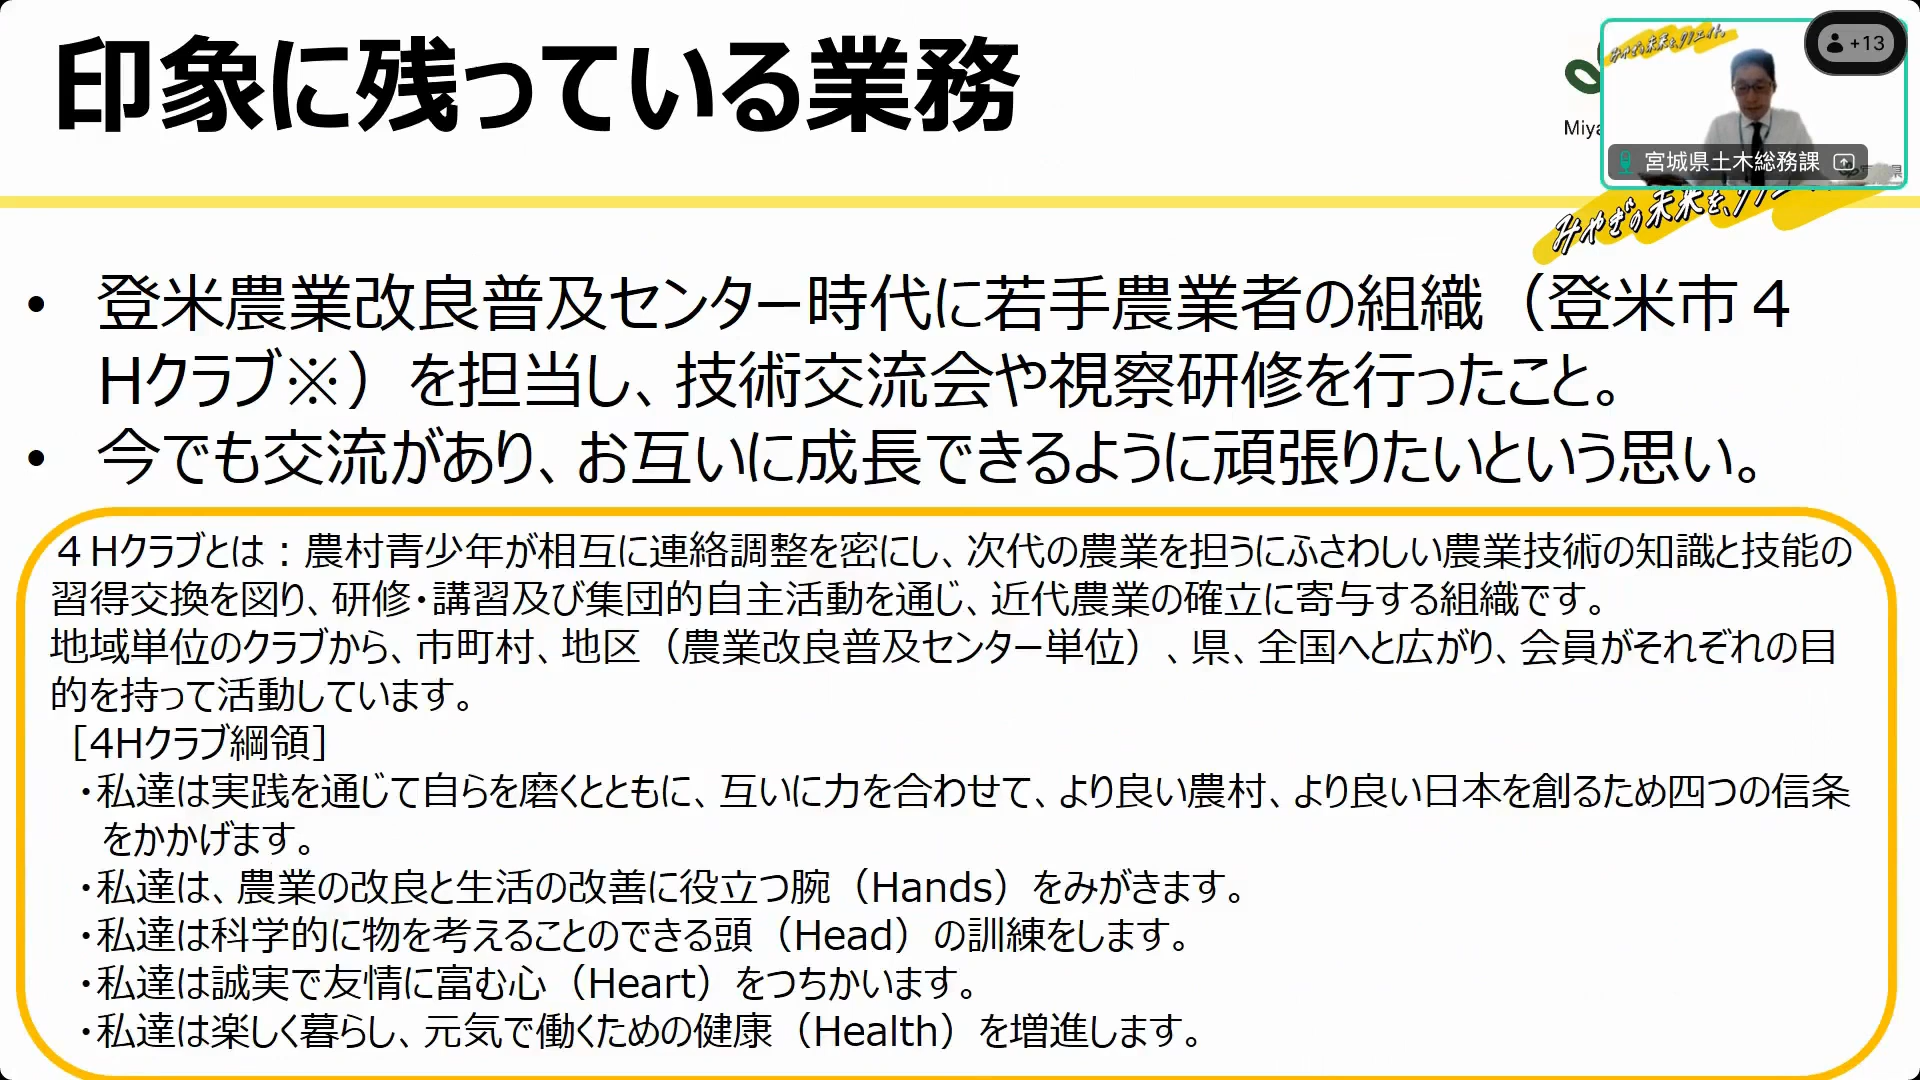 印象に残っている業務
+13
Miya
宮城県土木総務課
みやぎの未来を、クリエイト。
・登米農業改良普及センター時代に若手農業者の組織（登米市４
Hクラブ※）を担当し、技術交流会や視察研修を行ったこと。
・今でも交流があり、お互いに成長できるように頑張りたいという思い。
４Hクラブとは：農村青少年が相互に連絡調整を密にし、次代の農業を担うにふさわしい農業技術の知識と技能の
習得交換を図り、研修・講習及び集団的自主活動を通じ、近代農業の確立に寄与する組織です。
地域単位のクラブから、市町村、地区（農業改良普及センター単位）、県、全国へと広がり、会員がそれぞれの目
的を持って活動しています。
［4Hクラブ綱領］
・私達は実践を通じて自らを磨くとともに、互いに力を合わせて、より良い農村、より良い日本を創るため四つの信条
をかかげます。
・私達は、農業の改良と生活の改善に役立つ腕（Hands）をみがきます。
・私達は科学的に物を考えることのできる頭（Head）の訓練をします。
・私達は誠実で友情に富む心（Heart）をつちかいます。
・私達は楽しく暮らし、元気で働くための健康（Health）を増進します。